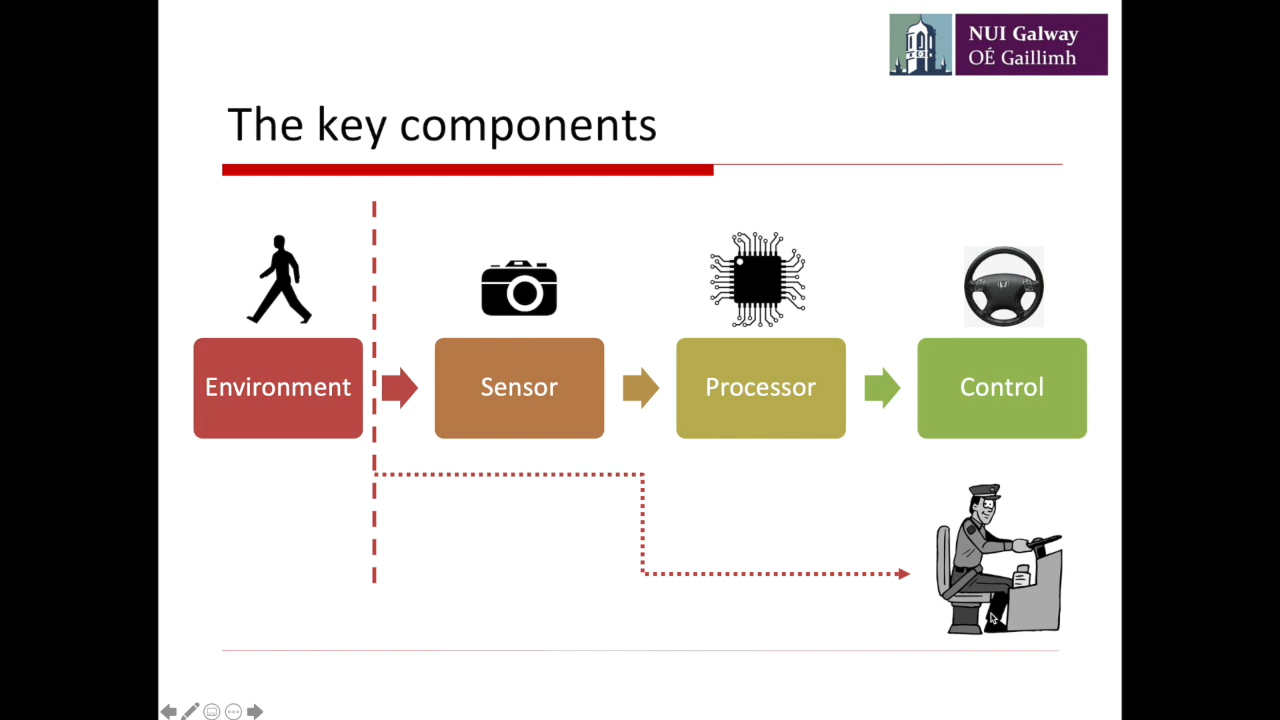 NUI Galway
OÉ Gaillimh
The key components
Environment
Sensor
Processor
Control